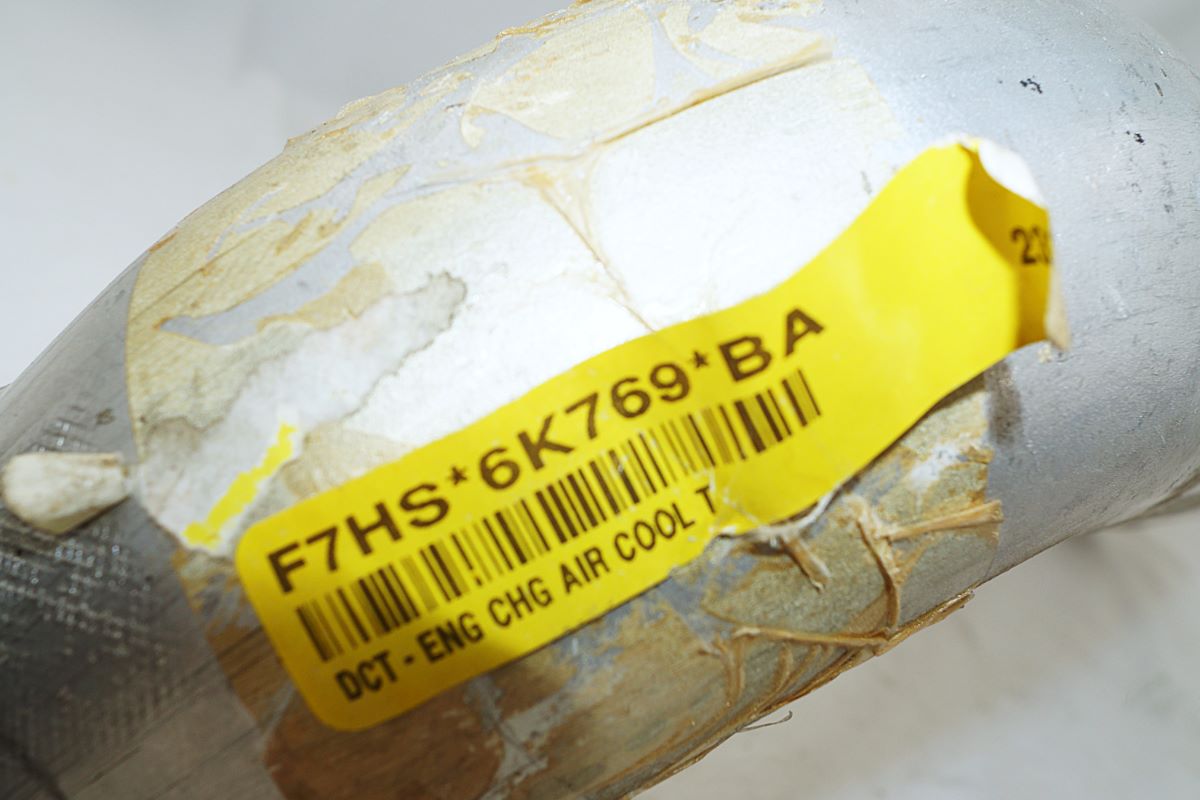 F7HS*6K769*BA
DCT - ENG CHG AIR COOL T